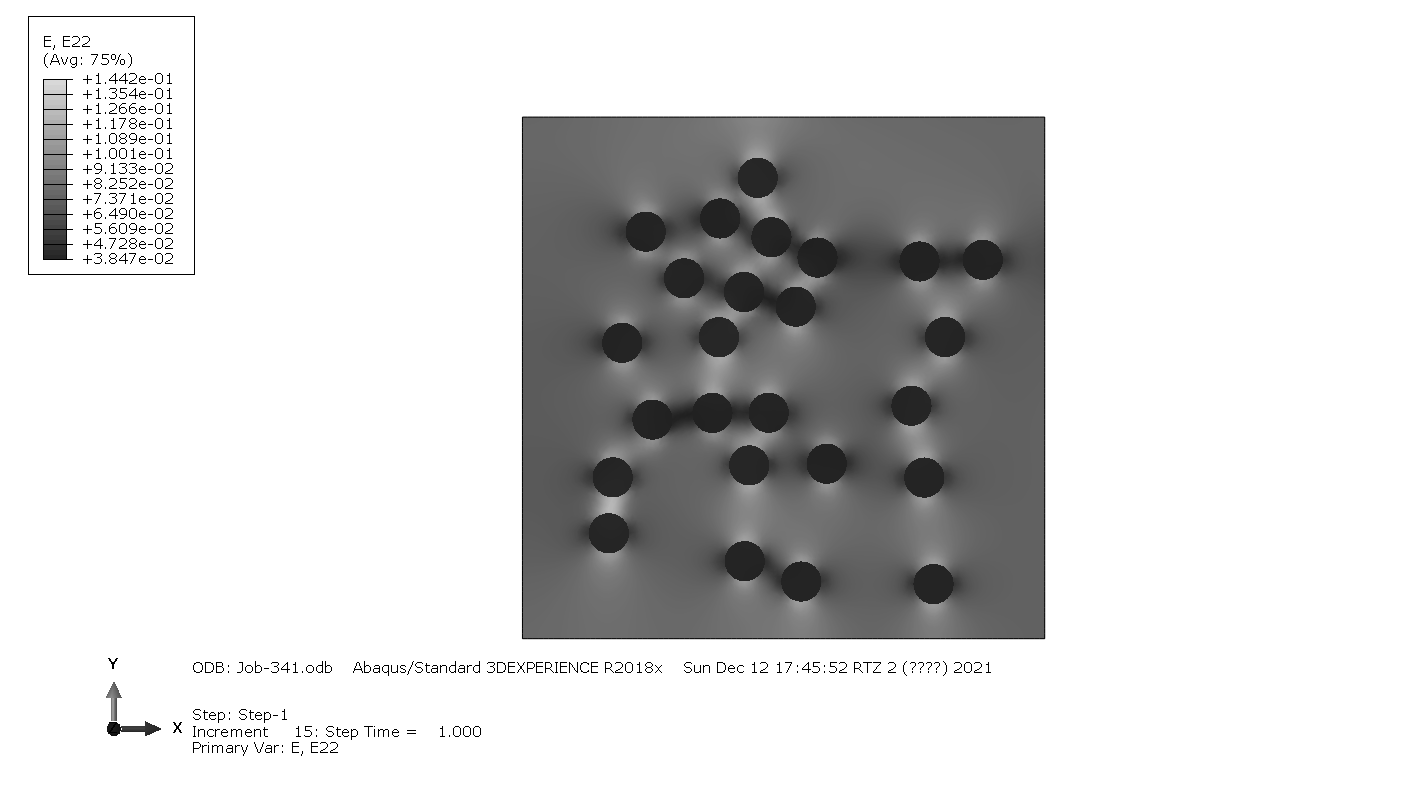 E, E22
(Avg: 75%)
+1.442e-01
+1.354e-01
+1.266e-01
+1.178e-01
+1.089e-01
+1.001e-01
+9.133e-02
+8.252e-02
+7.371e-02
+6.490e-02
+5.609e-02
+4.728e-02
+3.847e-02
Y
X
ODB: Job-341.odb Abaqus/Standard 3DEXPERIENCE R2018x Sun Dec 12 17:45:52 RTZ 2 (????) 2021
Step: Step-1
Increment 15: Step Time = 1.000
Primary Var: E, E22